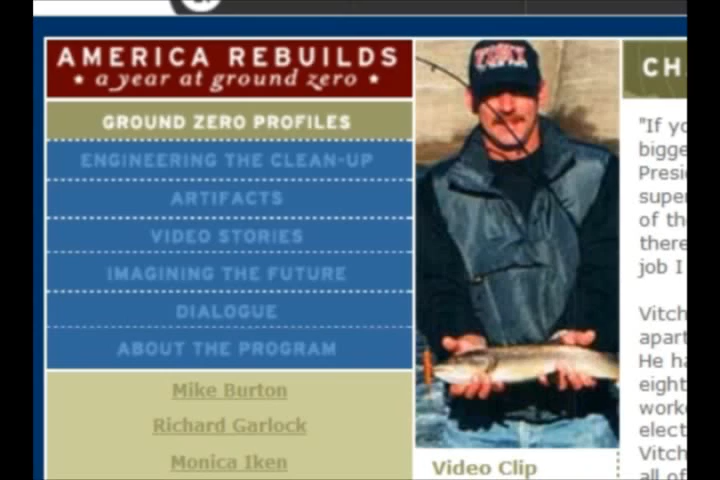 AMERICA REBUILDS
★ a year at ground zero ★
GROUND ZERO PROFILES
ENGINEERING THE CLEAN-UP
ARTIFACTS
VIDEO STORIES
IMAGINING THE FUTURE
DIALOGUE
ABOUT THE PROGRAM
Mike Burton
Richard Garlock
Monica Iken
Video Clip
CH
"If yo
bigge
Presi
supe
of th
there
job I
Vitch
apart
He ha
eight
work
elect
Vitch
all of